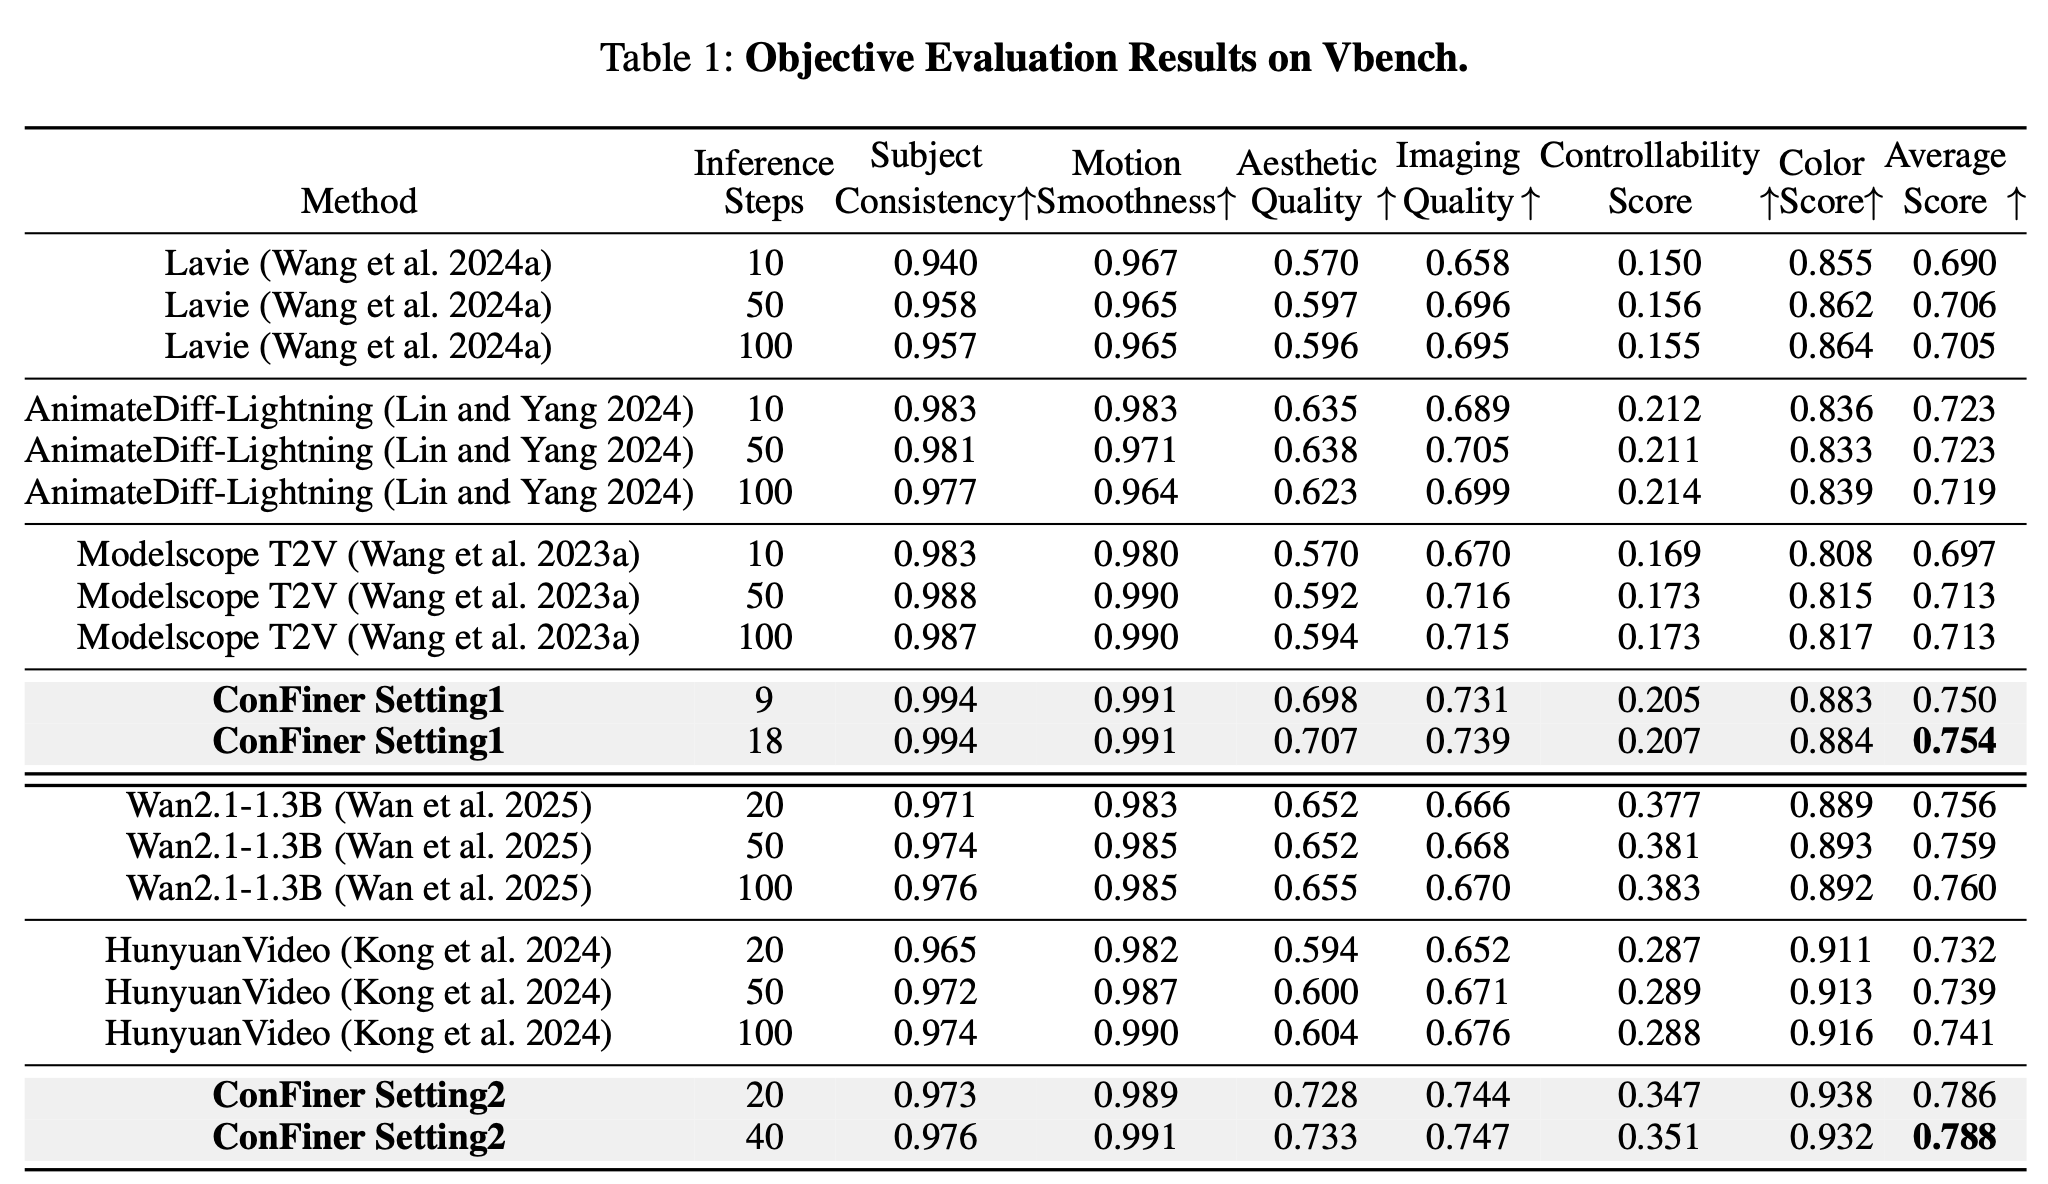 Table 1: Objective Evaluation Results on Vbench.
Method Inference Steps Subject Consistency↑ Motion Smoothness↑ Aesthetic Quality ↑ Imaging Quality ↑ Controllability Score ↑ Color Score↑ Average Score ↑
Lavie (Wang et al. 2024a) 10 0.940 0.967 0.570 0.658 0.150 0.855 0.690
Lavie (Wang et al. 2024a) 50 0.958 0.965 0.597 0.696 0.156 0.862 0.706
Lavie (Wang et al. 2024a) 100 0.957 0.965 0.596 0.695 0.155 0.864 0.705
AnimateDiff-Lightning (Lin and Yang 2024) 10 0.983 0.983 0.635 0.689 0.212 0.836 0.723
AnimateDiff-Lightning (Lin and Yang 2024) 50 0.981 0.971 0.638 0.705 0.211 0.833 0.723
AnimateDiff-Lightning (Lin and Yang 2024) 100 0.977 0.964 0.623 0.699 0.214 0.839 0.719
Modelscope T2V (Wang et al. 2023a) 10 0.983 0.980 0.570 0.670 0.169 0.808 0.697
Modelscope T2V (Wang et al. 2023a) 50 0.988 0.990 0.592 0.716 0.173 0.815 0.713
Modelscope T2V (Wang et al. 2023a) 100 0.987 0.990 0.594 0.715 0.173 0.817 0.713
ConFiner Setting1 9 0.994 0.991 0.698 0.731 0.205 0.883 0.750
ConFiner Setting1 18 0.994 0.991 0.707 0.739 0.207 0.884 0.754
Wan2.1-1.3B (Wan et al. 2025) 20 0.971 0.983 0.652 0.666 0.377 0.889 0.756
Wan2.1-1.3B (Wan et al. 2025) 50 0.974 0.985 0.652 0.668 0.381 0.893 0.759
Wan2.1-1.3B (Wan et al. 2025) 100 0.976 0.985 0.655 0.670 0.383 0.892 0.760
HunyuanVideo (Kong et al. 2024) 20 0.965 0.982 0.594 0.652 0.287 0.911 0.732
HunyuanVideo (Kong et al. 2024) 50 0.972 0.987 0.600 0.671 0.289 0.913 0.739
HunyuanVideo (Kong et al. 2024) 100 0.974 0.990 0.604 0.676 0.288 0.916 0.741
ConFiner Setting2 20 0.973 0.989 0.728 0.744 0.347 0.938 0.786
ConFiner Setting2 40 0.976 0.991 0.733 0.747 0.351 0.932 0.788